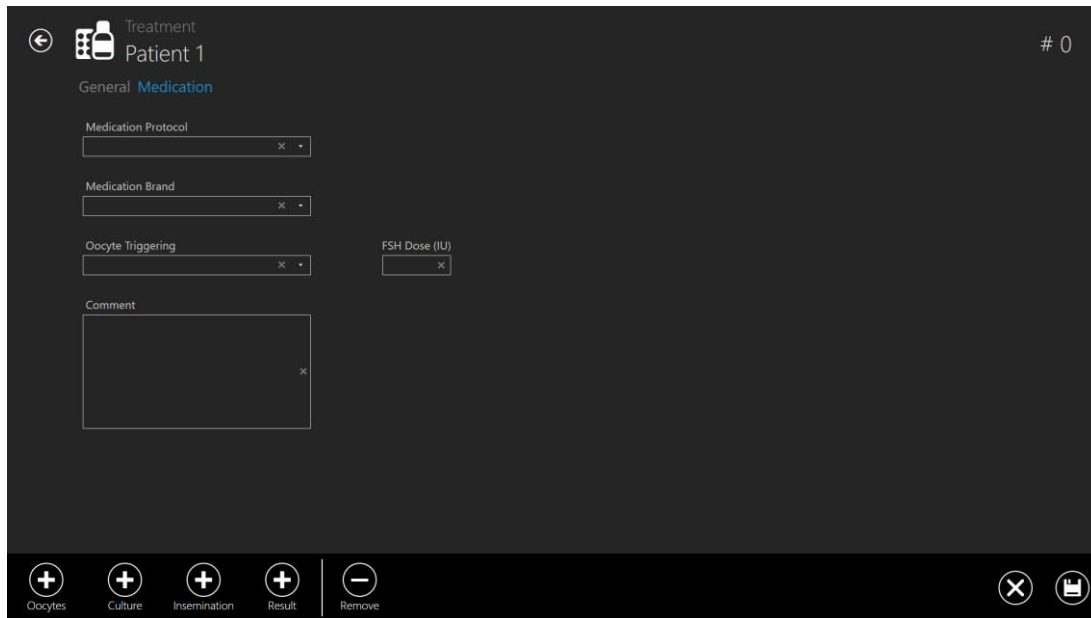 Treatment
Patient 1
# 0
General Medication
Medication Protocol
Medication Brand
Oocyte Triggering
FSH Dose (IU)
Comment
Oocytes
Culture
Insemination
Result
Remove